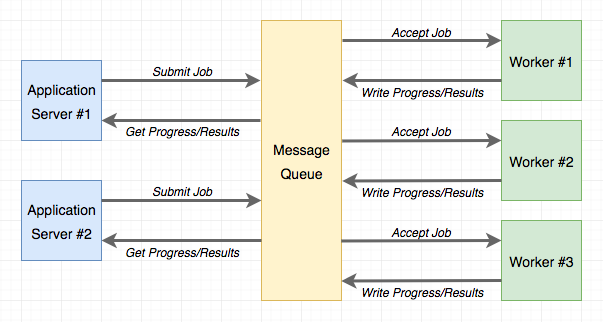 Application
Server #1
Submit Job
Get Progress/Results
Application
Server #2
Submit Job
Get Progress/Results
Message
Queue
Accept Job
Write Progress/Results
Worker #1
Accept Job
Write Progress/Results
Worker #2
Accept Job
Write Progress/Results
Worker #3